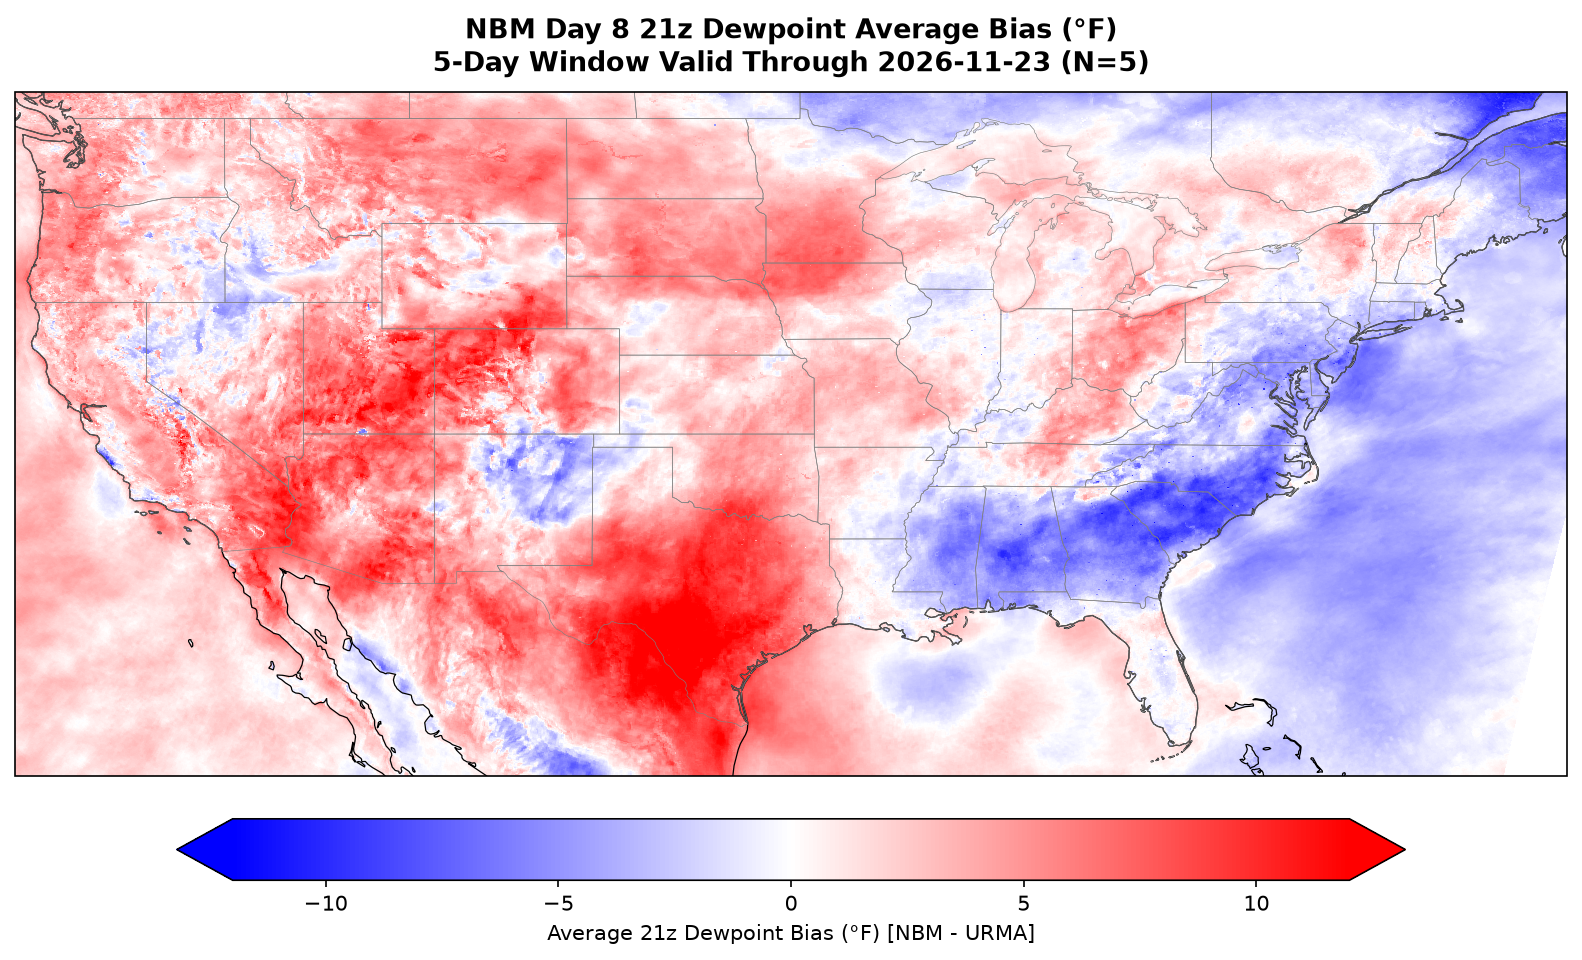 NBM Day 8 21z Dewpoint Average Bias (°F)
5-Day Window Valid Through 2026-11-23 (N=5)
−10 −5 0 5 10
Average 21z Dewpoint Bias (°F) [NBM - URMA]